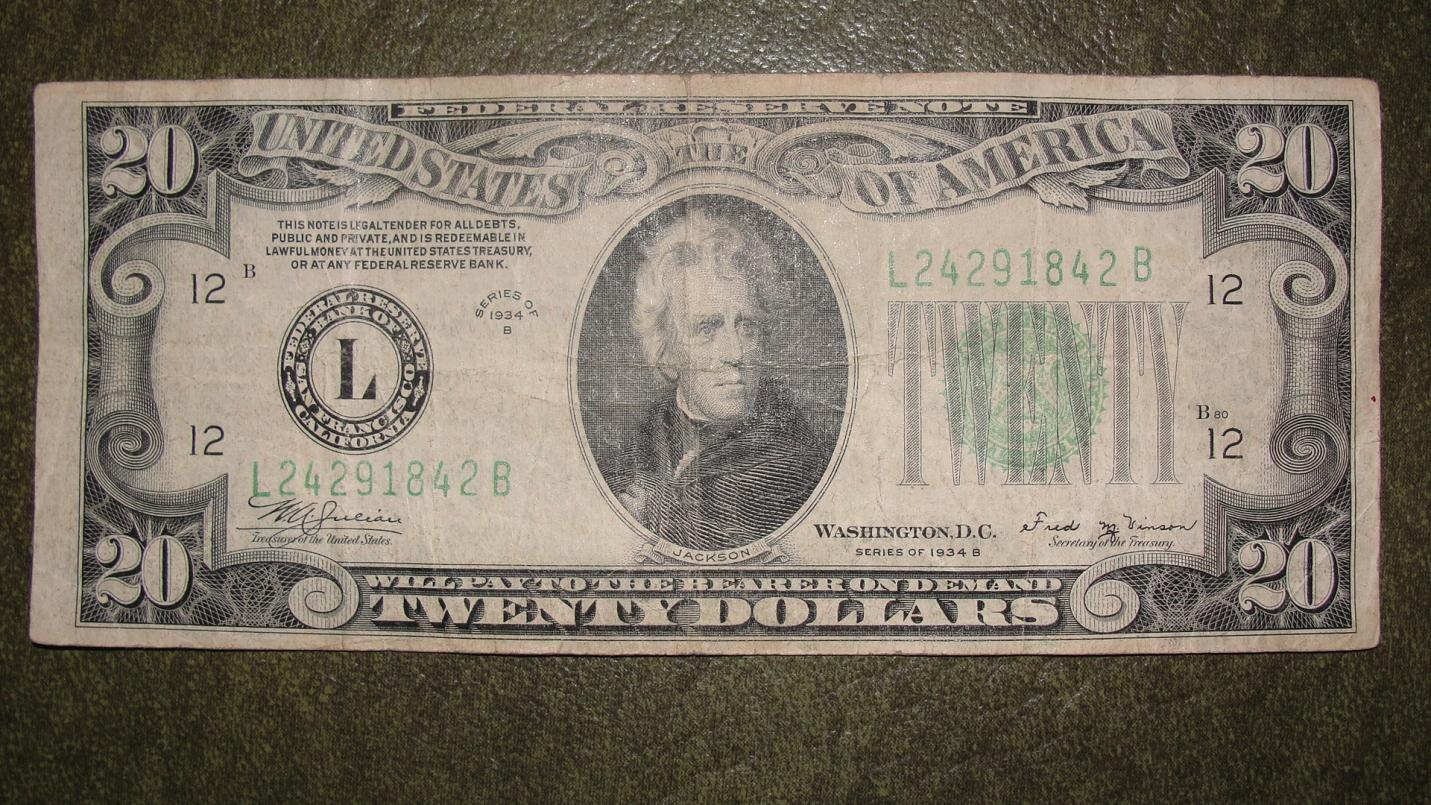 FEDERAL RESERVE NOTE
UNITED STATES THE OF AMERICA
20
20
THIS NOTE IS LEGAL TENDER FOR ALL DEBTS,
PUBLIC AND PRIVATE, AND IS REDEEMABLE IN
LAWFUL MONEY AT THE UNITED STATES TREASURY,
OR AT ANY FEDERAL RESERVE BANK.
12 B
SERIES OF
1934
B
L24291842 B
12
FEDERAL RESERVE
BANK OF
L
SAN FRANCISCO
CALIFORNIA
TWENTY
B 80
12
12
L24291842 B
W A Julian
Treasurer of the United States.
JACKSON
WASHINGTON, D.C.
SERIES OF 1934 B
Fred M. Vinson
Secretary of the Treasury.
20
20
WILL PAY TO THE BEARER ON DEMAND
TWENTY DOLLARS